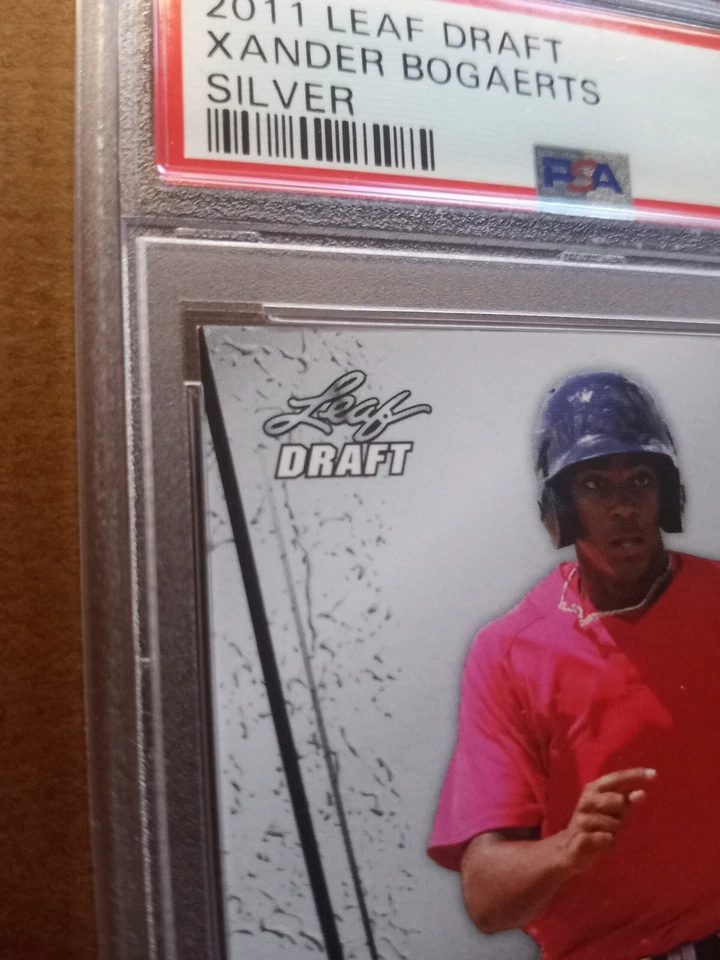 2011 LEAF DRAFT
XANDER BOGAERTS
SILVER
PSA
Leaf
DRAFT